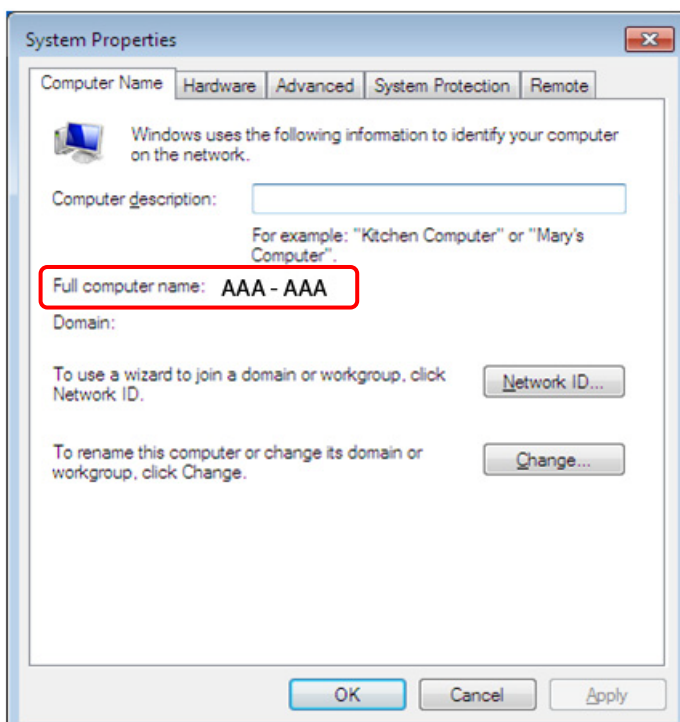 System Properties
Computer Name Hardware Advanced System Protection Remote
Windows uses the following information to identify your computer
on the network.
Computer description:
For example: "Kitchen Computer" or "Mary's
Computer".
Full computer name: AAA - AAA
Domain:
To use a wizard to join a domain or workgroup, click
Network ID.
Network ID...
To rename this computer or change its domain or
workgroup, click Change.
Change...
OK Cancel Apply